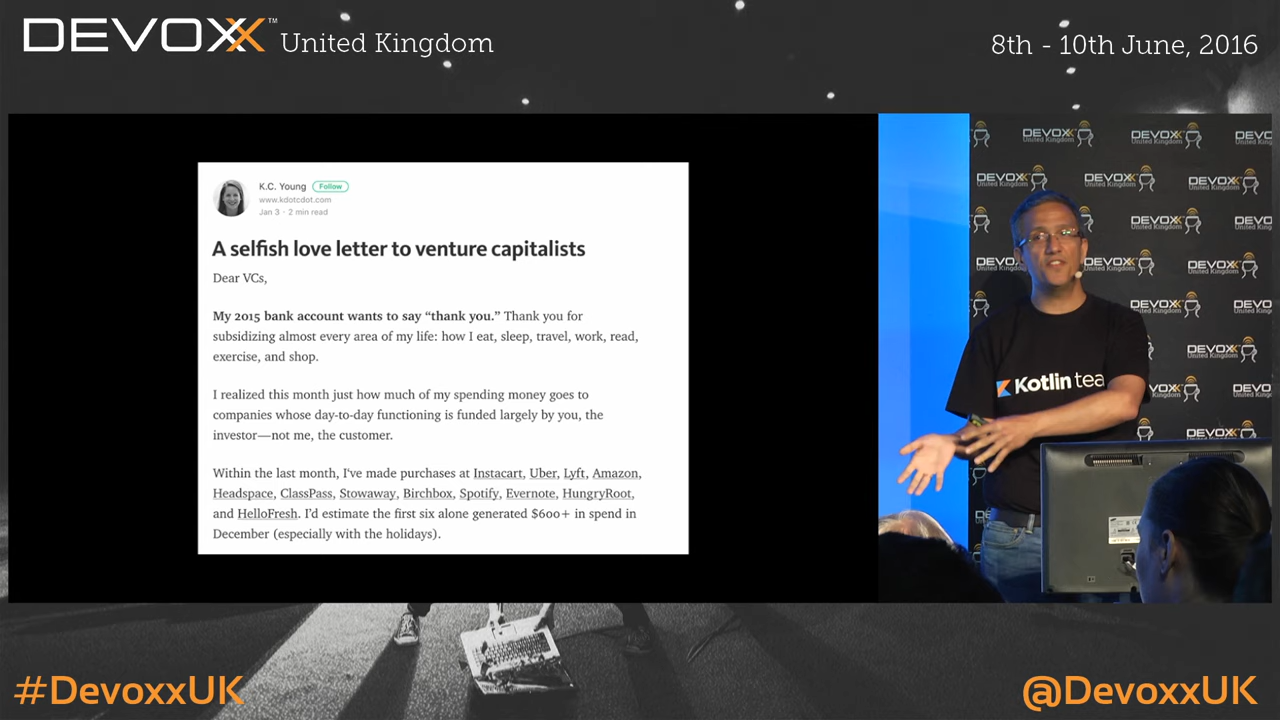 DEVOXX™ United Kingdom
8th - 10th June, 2016
K.C. Young Follow
www.kdotcdot.com
Jan 3 · 2 min read
A selfish love letter to venture capitalists
Dear VCs,
My 2015 bank account wants to say “thank you.” Thank you for
subsidizing almost every area of my life: how I eat, sleep, travel, work, read,
exercise, and shop.
I realized this month just how much of my spending money goes to
companies whose day-to-day functioning is funded largely by you, the
investor—not me, the customer.
Within the last month, I've made purchases at Instacart, Uber, Lyft, Amazon,
Headspace, ClassPass, Stowaway, Birchbox, Spotify, Evernote, HungryRoot,
and HelloFresh. I'd estimate the first six alone generated $600+ in spend in
December (especially with the holidays).
DEVOXX United Kingdom
Kotlin tea
#DevoxxUK
@DevoxxUK